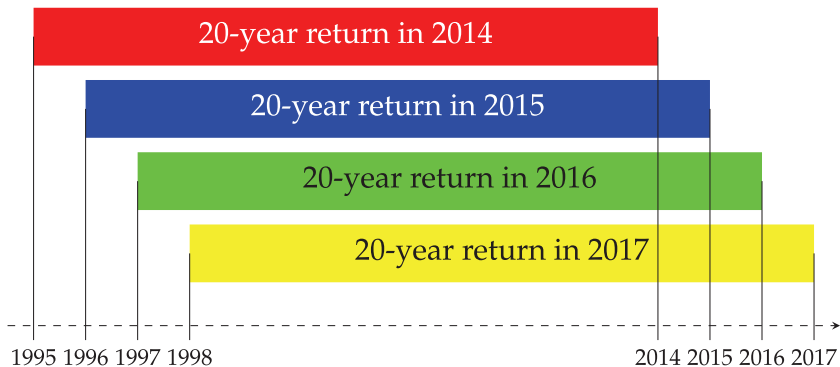 20-year return in 2014
20-year return in 2015
20-year return in 2016
20-year return in 2017
1995 1996 1997 1998 2014 2015 2016 2017